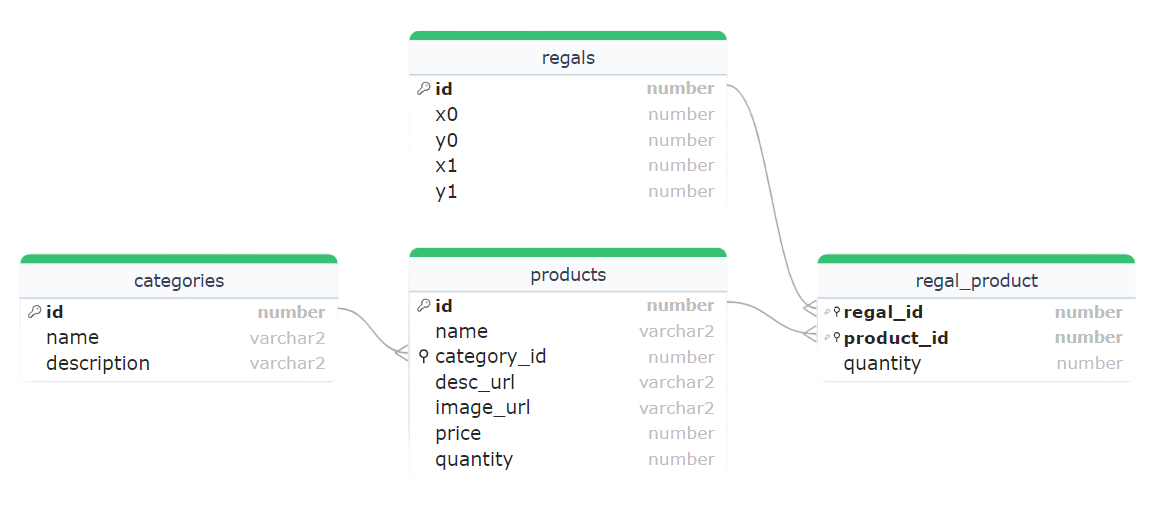 regals
id number
x0 number
y0 number
x1 number
y1 number
categories
id number
name varchar2
description varchar2
products
id number
name varchar2
category_id number
desc_url varchar2
image_url varchar2
price number
quantity number
regal_product
regal_id number
product_id number
quantity number